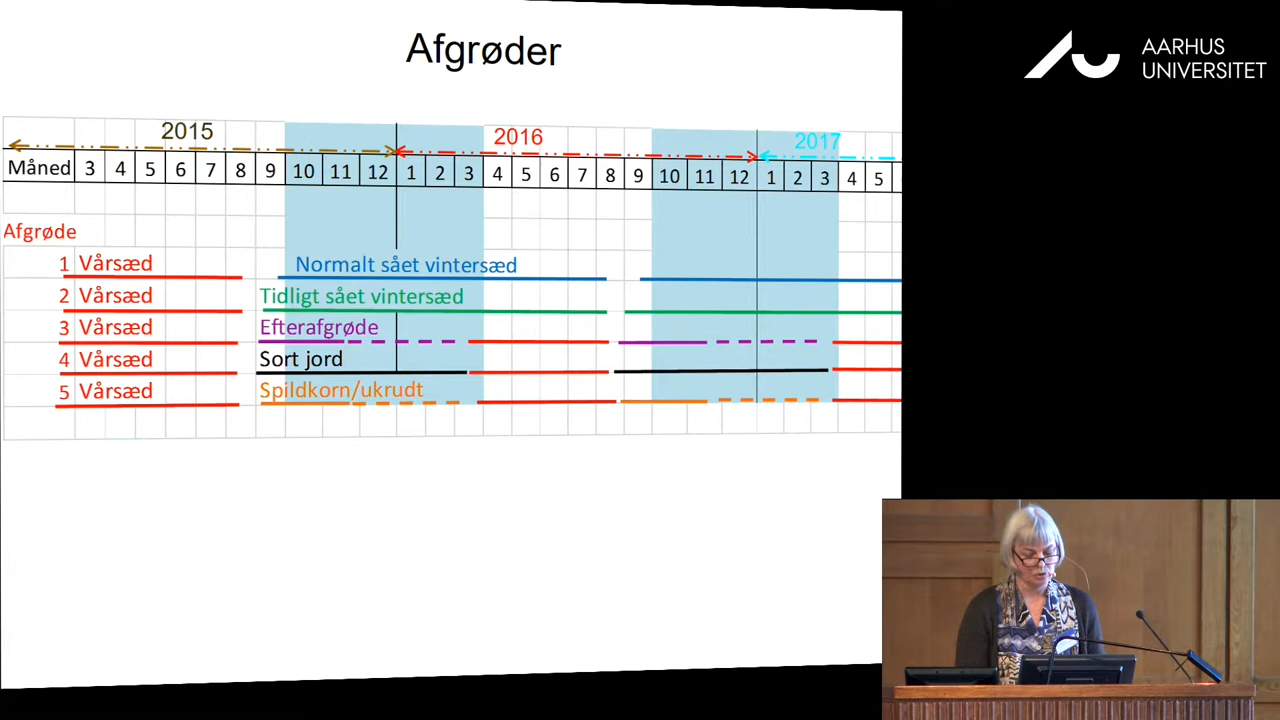 Afgrøder
AARHUS
UNIVERSITET
2015 2016 2017
Måned 3 4 5 6 7 8 9 10 11 12 1 2 3 4 5 6 7 8 9 10 11 12 1 2 3 4 5
Afgrøde
1 Vårsæd Normalt sået vintersæd
2 Vårsæd Tidligt sået vintersæd
3 Vårsæd Efterafgrøde
4 Vårsæd Sort jord
5 Vårsæd Spildkorn/ukrudt